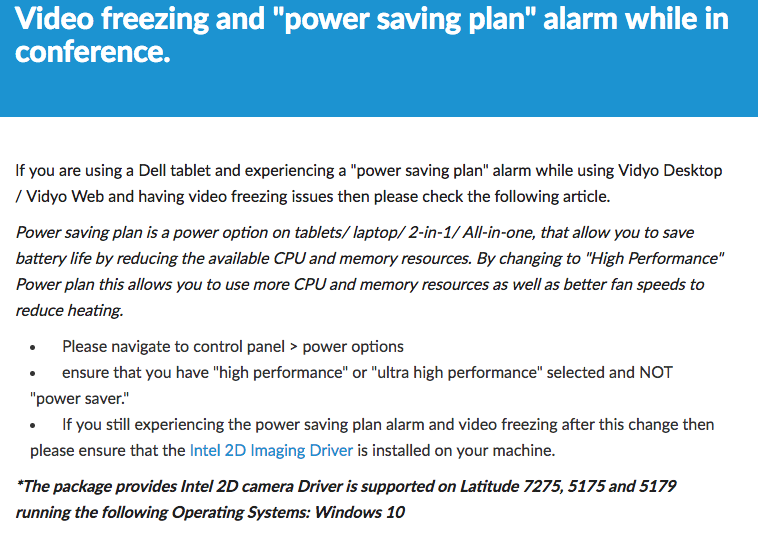 Video freezing and "power saving plan" alarm while in
conference.
If you are using a Dell tablet and experiencing a "power saving plan" alarm while using Vidyo Desktop
/ Vidyo Web and having video freezing issues then please check the following article.
Power saving plan is a power option on tablets/ laptop/ 2-in-1/ All-in-one, that allow you to save
battery life by reducing the available CPU and memory resources. By changing to "High Performance"
Power plan this allows you to use more CPU and memory resources as well as better fan speeds to
reduce heating.
• Please navigate to control panel > power options
• ensure that you have "high performance" or "ultra high performance" selected and NOT
"power saver."
• If you still experiencing the power saving plan alarm and video freezing after this change then
please ensure that the Intel 2D Imaging Driver is installed on your machine.
*The package provides Intel 2D camera Driver is supported on Latitude 7275, 5175 and 5179
running the following Operating Systems: Windows 10